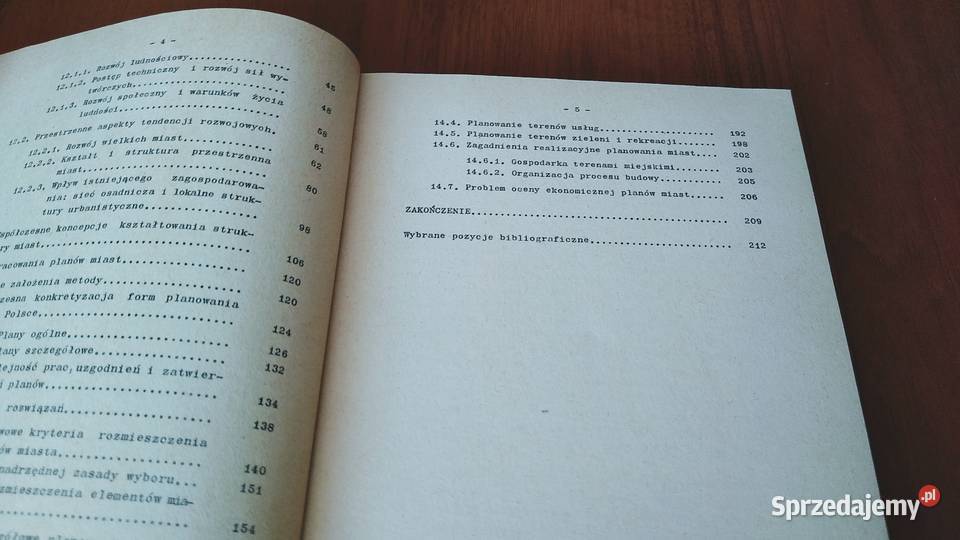 - 4 -
12.1.1. Rozwój ludnościowy..................
12.1.2. Postęp techniczny i rozwój sił wy-
twórczych.......................... 45
12.1.3. Rozwój społeczny i warunków życia
ludności........................... 48
12.2. Przestrzenne aspekty tendencji rozwojowych. 58
12.2.1. Rozwój wielkich miast.............. 61
12.2.2. Kształt i struktura przestrzenna
miast.............................. 62
12.2.3. Wpływ istniejącego zagospodarowa-
nia: sieć osadnicza i lokalne struk-
tury urbanistyczne................. 80
współczesne koncepcje kształtowania struk-
ry miast.............................. 98
racowania planów miast.................. 106
e założenia metody...................... 120
zesna konkretyzacja form planowania
Polsce................................ 120
Plany ogólne.......................... 124
lany szczegółowe...................... 126
lejność prac, uzgodnień i zatwier-
i planów.............................. 132
rozwiązań............................. 134
wowe kryteria rozmieszczenia 138
ów miasta.............................
nadrzędnej zasady wyboru... 140
zmieszczenia elementów mia- 151
............................... 154
- 5 -
14.4. Planowanie terenów usług.................. 192
14.5. Planowanie terenów zieleni i rekreacji....... 198
14.6. Zagadnienia realizacyjne planowania miast.... 202
14.6.1. Gospodarka terenami miejskimi....... 203
14.6.2. Organizacja procesu budowy.......... 205
14.7. Problem oceny ekonomicznej planów miast...... 206
ZAKOŃCZENIE...................................... 209
Wybrane pozycje bibliograficzne.................. 212
Sprzedajemy.pl